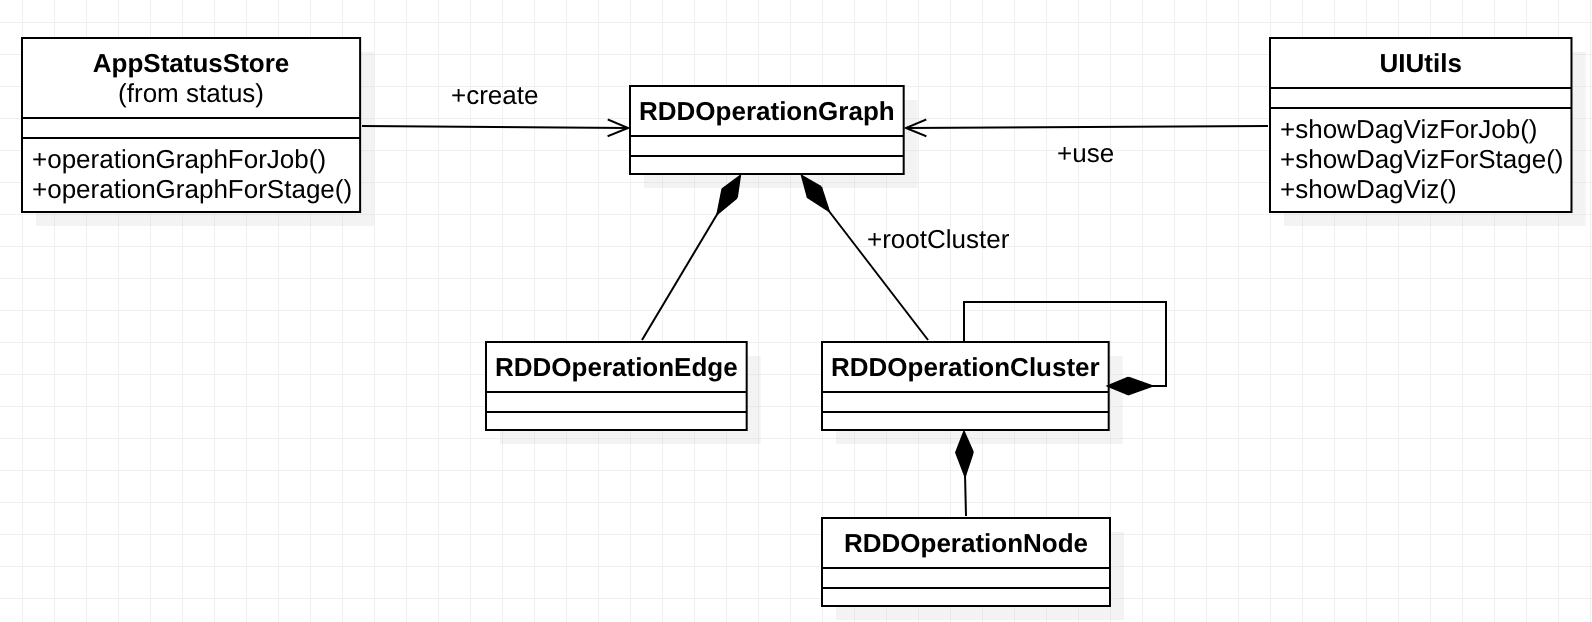 AppStatusStore
(from status)
+operationGraphForJob()
+operationGraphForStage()
+create
RDDOperationGraph
+use
UIUtils
+showDagVizForJob()
+showDagVizForStage()
+showDagViz()
+rootCluster
RDDOperationEdge
RDDOperationCluster
RDDOperationNode